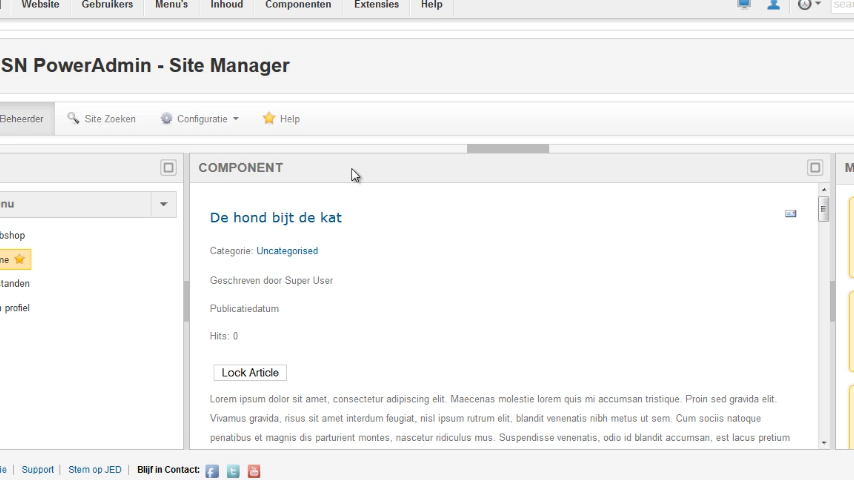 Website Gebruikers Menu's Inhoud Componenten Extensies Help
SN PowerAdmin - Site Manager
Beheerder Site Zoeken Configuratie Help
COMPONENT
nu
De hond bijt de kat
bshop
Categorie: Uncategorised
me
standen
Geschreven door Super User
profiel
Publicatiedatum
Hits: 0
Lock Article
Lorem ipsum dolor sit amet, consectetur adipiscing elit. Maecenas molestie lorem quis mi accumsan tristique. Proin sed gravida elit.
Vivamus gravida, risus sit amet interdum feugiat, nisl ipsum rutrum elit, blandit venenatis nibh metus ut sem. Cum sociis natoque
penatibus et magnis dis parturient montes, nascetur ridiculus mus. Suspendisse venenatis, odio id blandit accumsan, est lacus pretium
ie Support Stem op JED Blijf in Contact: